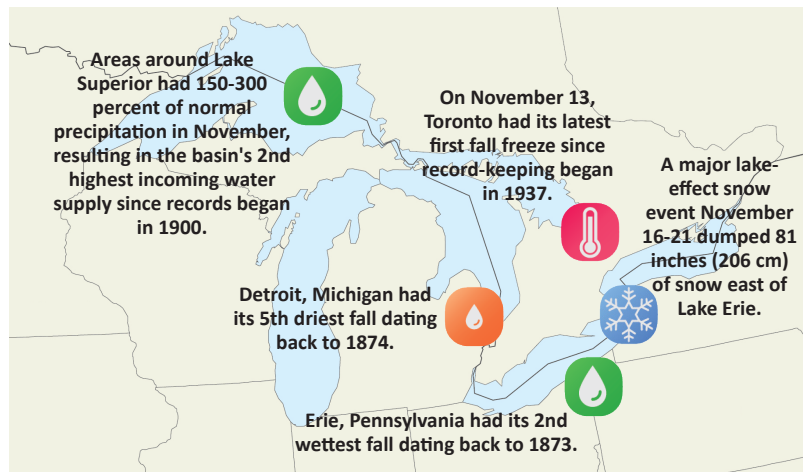 Areas around Lake
Superior had 150-300
percent of normal
precipitation in November,
resulting in the basin's 2nd
highest incoming water
supply since records began
in 1900.
On November 13,
Toronto had its latest
first fall freeze since
record-keeping began
in 1937.
A major lake-
effect snow
event November
16-21 dumped 81
inches (206 cm)
of snow east of
Lake Erie.
Detroit, Michigan had
its 5th driest fall dating
back to 1874.
Erie, Pennsylvania had its 2nd
wettest fall dating back to 1873.